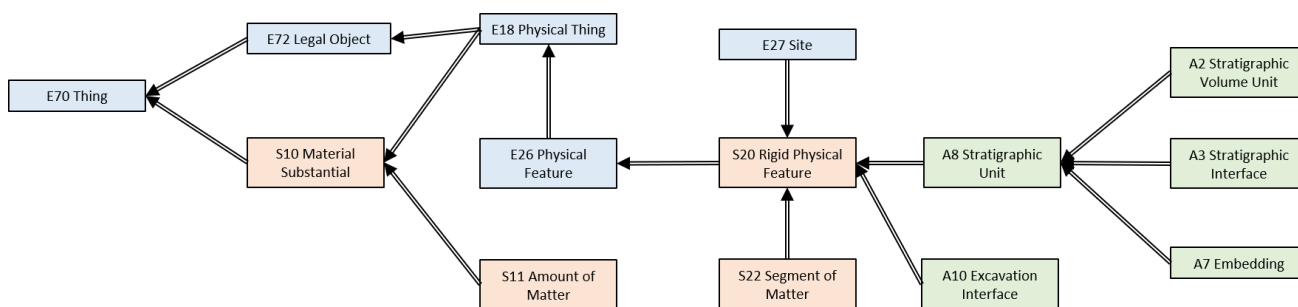 E72 Legal Object
E18 Physical Thing
E27 Site
A2 Stratigraphic
Volume Unit
E70 Thing
S10 Material
Substantial
E26 Physical
Feature
S20 Rigid Physical
Feature
A8 Stratigraphic
Unit
A3 Stratigraphic
Interface
S11 Amount of
Matter
S22 Segment of
Matter
A10 Excavation
Interface
A7 Embedding